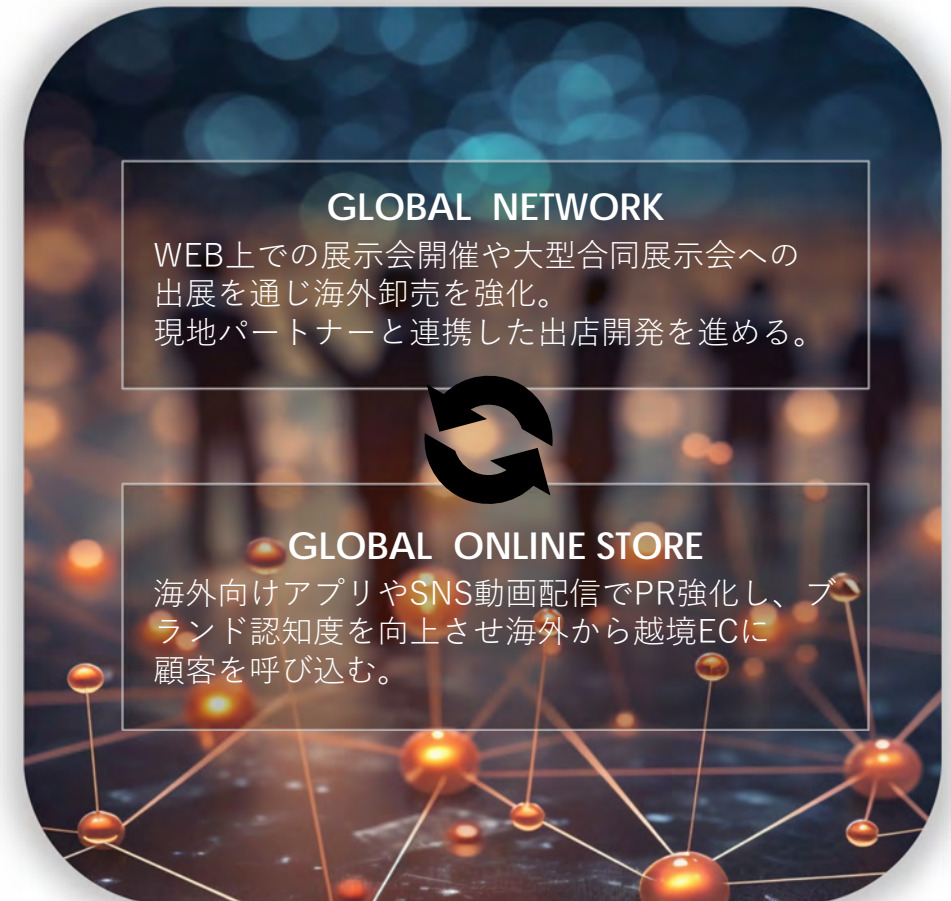 GLOBAL NETWORK
WEB上での展示会開催や大型合同展示会への
出展を通じ海外卸売を強化。
現地パートナーと連携した出店開発を進める。
GLOBAL ONLINE STORE
海外向けアプリやSNS動画配信でPR強化し、ブ
ランド認知度を向上させ海外から越境ECに
顧客を呼び込む。